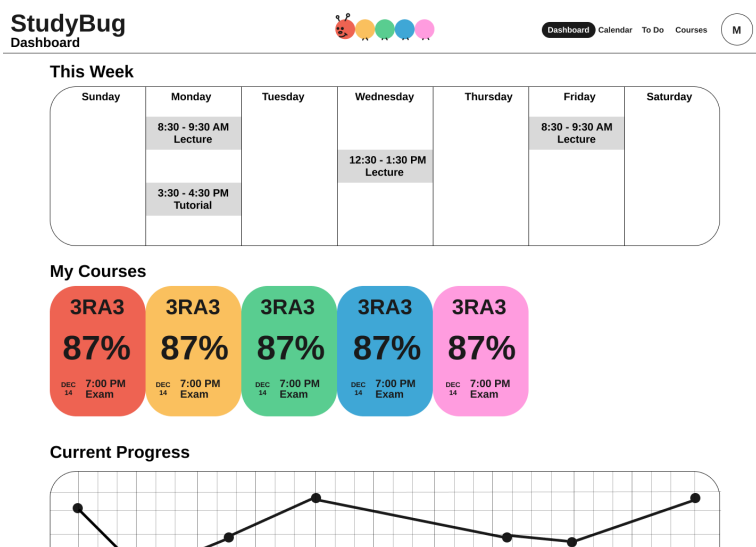 StudyBug
Dashboard
Dashboard Calendar To Do Courses M
This Week
Sunday Monday Tuesday Wednesday Thursday Friday Saturday
8:30 - 9:30 AM
Lecture
8:30 - 9:30 AM
Lecture
12:30 - 1:30 PM
Lecture
3:30 - 4:30 PM
Tutorial
My Courses
3RA3
87%
DEC 14
7:00 PM
Exam
3RA3
87%
DEC 14
7:00 PM
Exam
3RA3
87%
DEC 14
7:00 PM
Exam
3RA3
87%
DEC 14
7:00 PM
Exam
3RA3
87%
DEC 14
7:00 PM
Exam
Current Progress